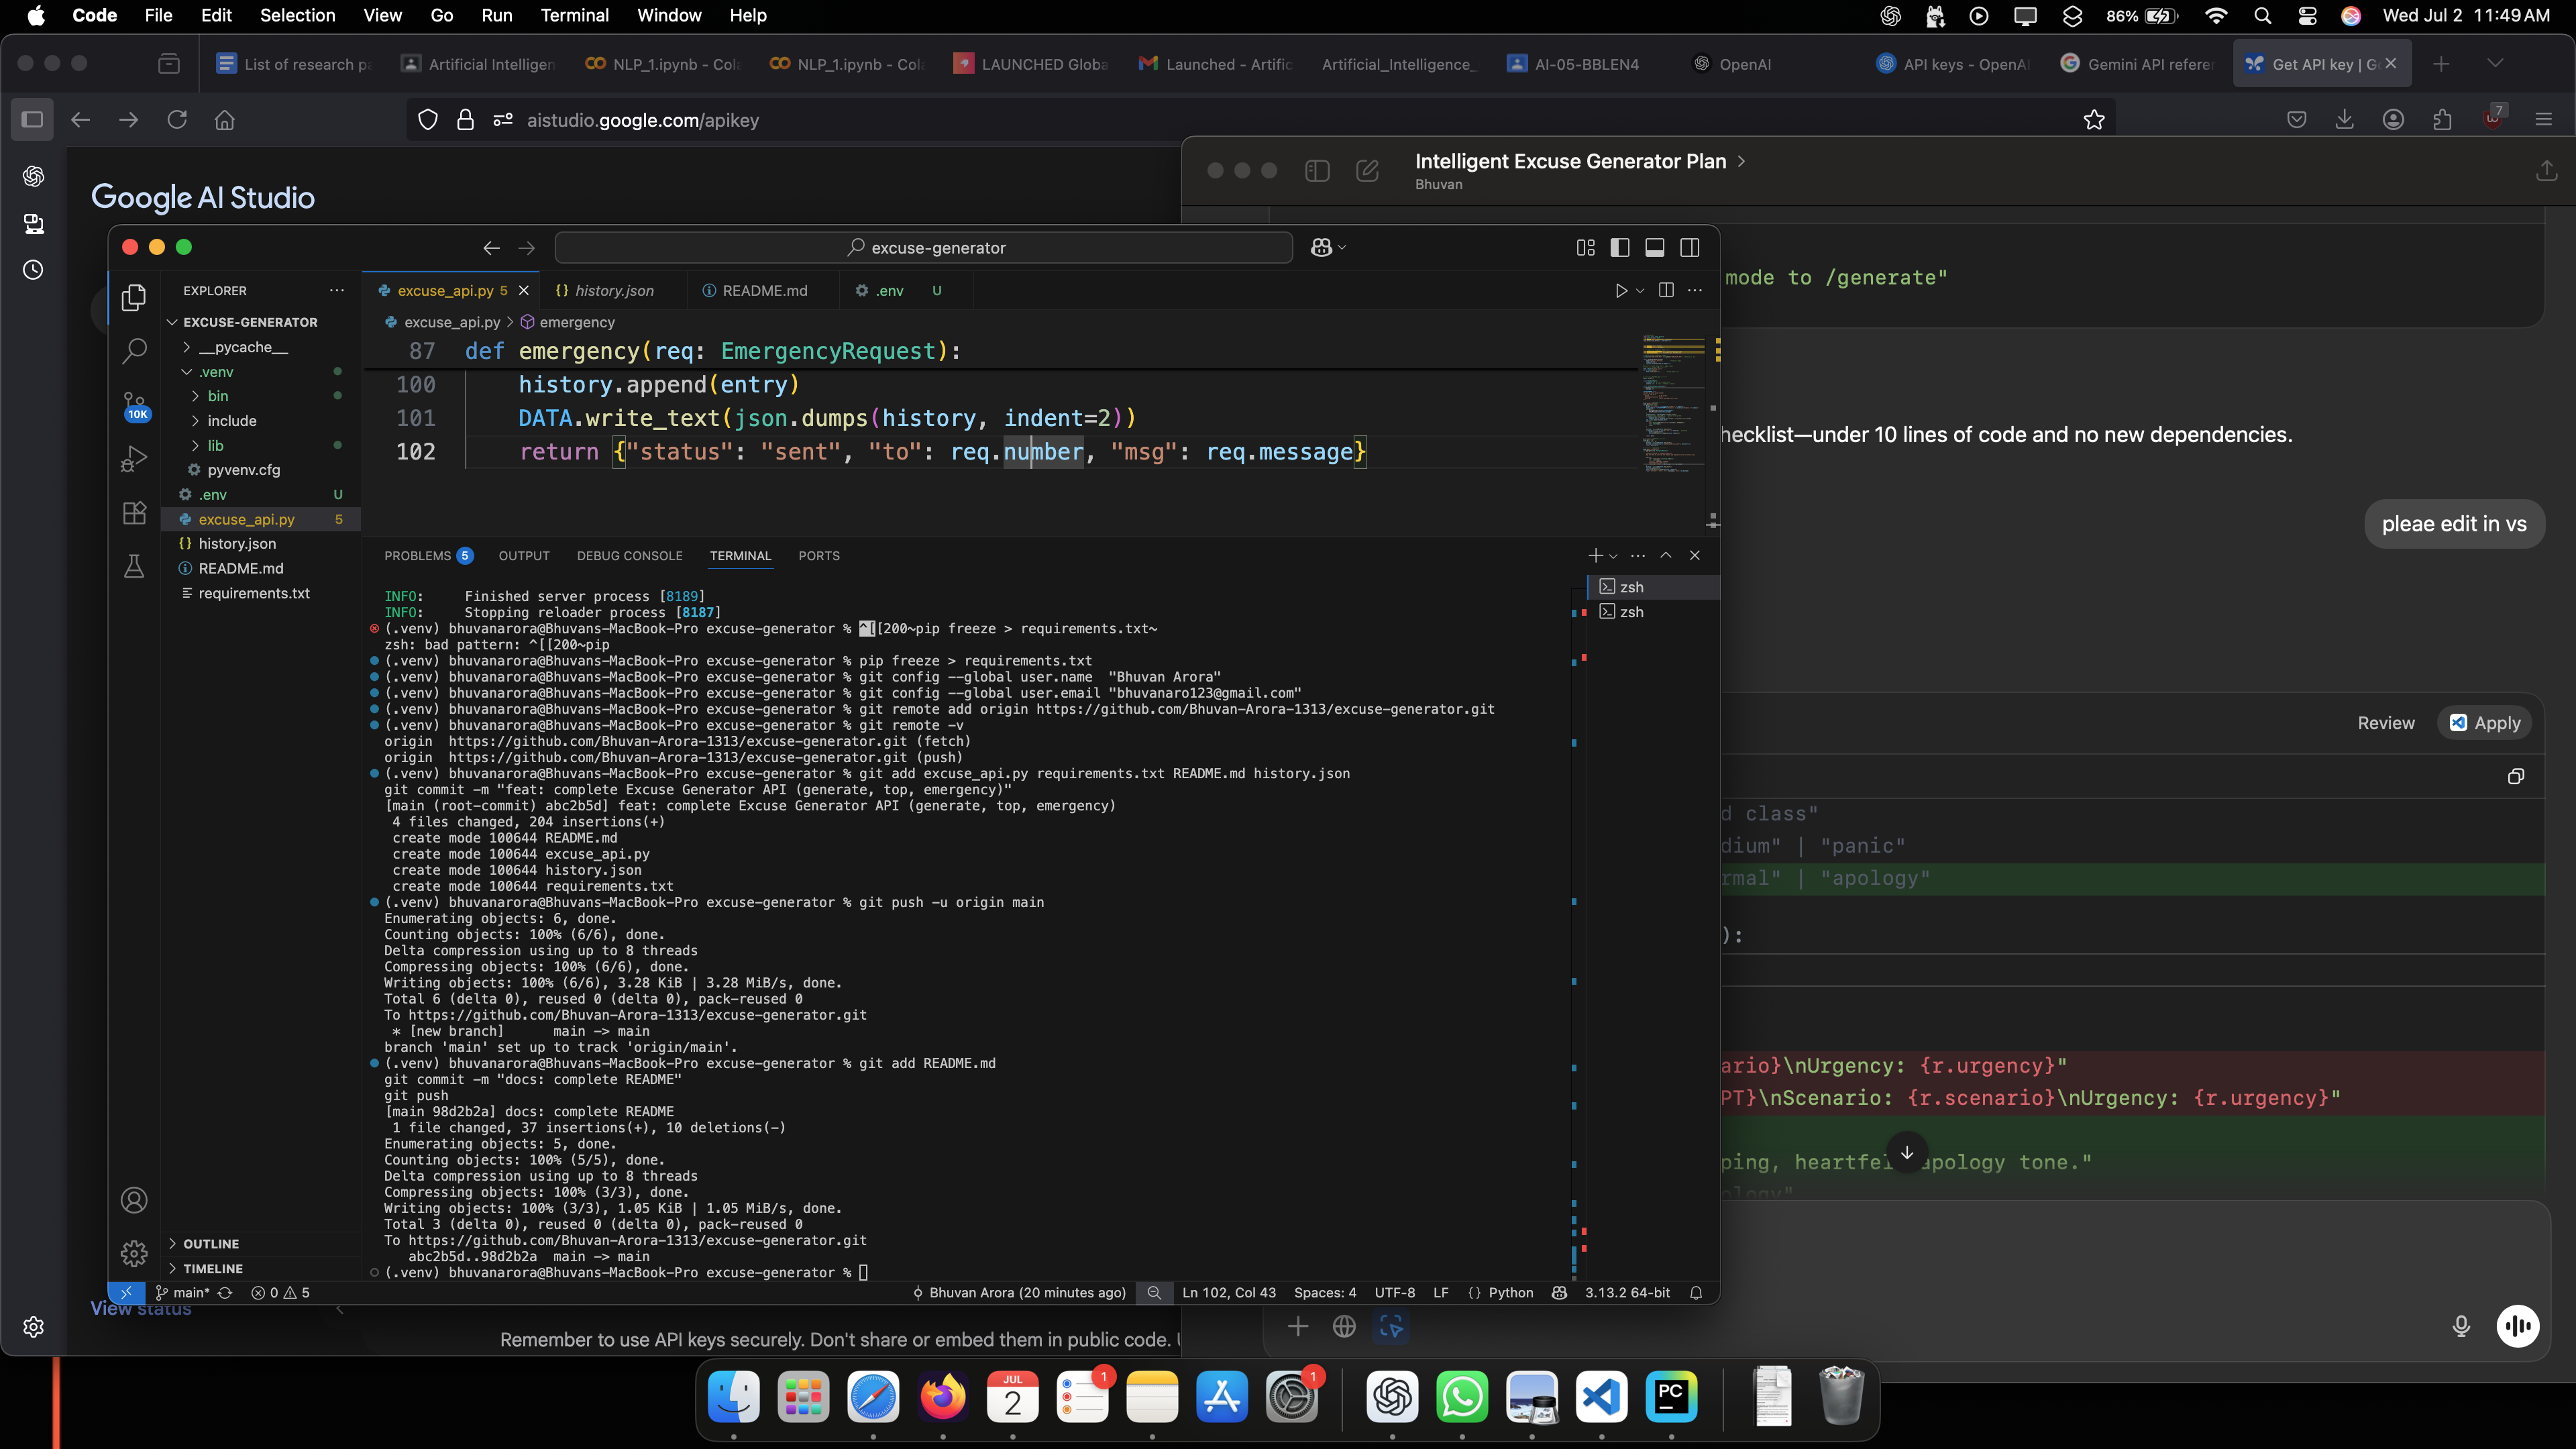 Code File Edit Selection View Go Run Terminal Window Help
86% Wed Jul 2 11:49 AM
List of research pa
Artificial Intelligen
NLP_1.ipynb - Cola
NLP_1.ipynb - Cola
LAUNCHED Globa
Launched - Artific
Artificial_Intelligence_
AI-05-BBLEN4
OpenAI
API keys - OpenAI
Gemini API referen
Get API key | G
aistudio.google.com/apikey
7
Google AI Studio
Intelligent Excuse Generator Plan
Bhuvan
mode to /generate"
hecklist—under 10 lines of code and no new dependencies.
pleae edit in vs
Review Apply
d class"
dium" | "panic"
rmal" | "apology"
):
ario}\nUrgency: {r.urgency}"
PT}\nScenario: {r.scenario}\nUrgency: {r.urgency}"
ping, heartfel apology tone."
ology"
excuse-generator
EXPLORER
EXCUSE-GENERATOR
__pycache__
.venv
bin
include
lib
pyvenv.cfg
.env U
excuse_api.py 5
history.json
README.md
requirements.txt
10K
OUTLINE
TIMELINE
excuse_api.py 5 history.json README.md .env U
excuse_api.py > emergency
87 def emergency(req: EmergencyRequest):
100 history.append(entry)
101 DATA.write_text(json.dumps(history, indent=2))
102 return {"status": "sent", "to": req.number, "msg": req.message}
PROBLEMS 5 OUTPUT DEBUG CONSOLE TERMINAL PORTS
zsh
zsh
INFO: Finished server process [8189]
INFO: Stopping reloader process [8187]
(.venv) bhuvanarora@Bhuvans-MacBook-Pro excuse-generator % ^[[200~pip freeze > requirements.txt~
zsh: bad pattern: ^[[200~pip
(.venv) bhuvanarora@Bhuvans-MacBook-Pro excuse-generator % pip freeze > requirements.txt
(.venv) bhuvanarora@Bhuvans-MacBook-Pro excuse-generator % git config --global user.name "Bhuvan Arora"
(.venv) bhuvanarora@Bhuvans-MacBook-Pro excuse-generator % git config --global user.email "bhuvanaro123@gmail.com"
(.venv) bhuvanarora@Bhuvans-MacBook-Pro excuse-generator % git remote add origin https://github.com/Bhuvan-Arora-1313/excuse-generator.git
(.venv) bhuvanarora@Bhuvans-MacBook-Pro excuse-generator % git remote -v
origin https://github.com/Bhuvan-Arora-1313/excuse-generator.git (fetch)
origin https://github.com/Bhuvan-Arora-1313/excuse-generator.git (push)
(.venv) bhuvanarora@Bhuvans-MacBook-Pro excuse-generator % git add excuse_api.py requirements.txt README.md history.json
git commit -m "feat: complete Excuse Generator API (generate, top, emergency)"
[main (root-commit) abc2b5d] feat: complete Excuse Generator API (generate, top, emergency)
4 files changed, 204 insertions(+)
create mode 100644 README.md
create mode 100644 excuse_api.py
create mode 100644 history.json
create mode 100644 requirements.txt
(.venv) bhuvanarora@Bhuvans-MacBook-Pro excuse-generator % git push -u origin main
Enumerating objects: 6, done.
Counting objects: 100% (6/6), done.
Delta compression using up to 8 threads
Compressing objects: 100% (6/6), done.
Writing objects: 100% (6/6), 3.28 KiB | 3.28 MiB/s, done.
Total 6 (delta 0), reused 0 (delta 0), pack-reused 0
To https://github.com/Bhuvan-Arora-1313/excuse-generator.git
* [new branch] main -> main
branch 'main' set up to track 'origin/main'.
(.venv) bhuvanarora@Bhuvans-MacBook-Pro excuse-generator % git add README.md
git commit -m "docs: complete README"
git push
[main 98d2b2a] docs: complete README
1 file changed, 37 insertions(+), 10 deletions(-)
Enumerating objects: 5, done.
Counting objects: 100% (5/5), done.
Delta compression using up to 8 threads
Compressing objects: 100% (3/3), done.
Writing objects: 100% (3/3), 1.05 KiB | 1.05 MiB/s, done.
Total 3 (delta 0), reused 0 (delta 0), pack-reused 0
To https://github.com/Bhuvan-Arora-1313/excuse-generator.git
abc2b5d..98d2b2a main -> main
(.venv) bhuvanarora@Bhuvans-MacBook-Pro excuse-generator %
main* 0 5 Bhuvan Arora (20 minutes ago) Ln 102, Col 43 Spaces: 4 UTF-8 LF {} Python 3.13.2 64-bit
View status
Remember to use API keys securely. Don't share or embed them in public code.
JUL
2
1
1
PC